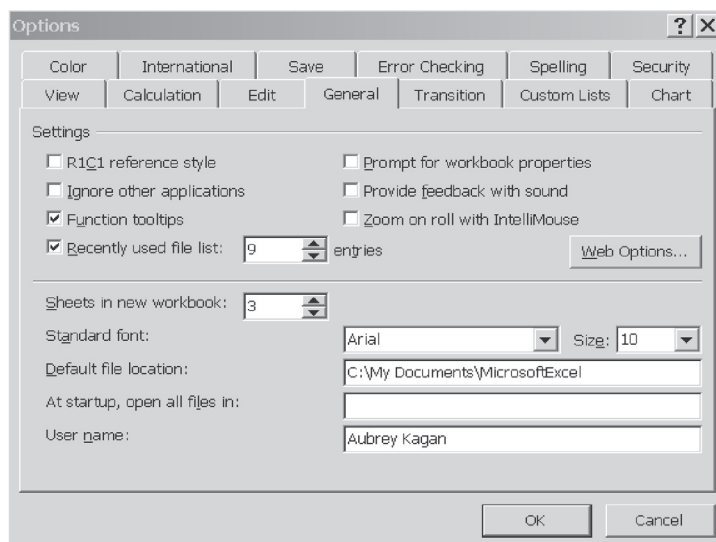 Options
Color International Save Error Checking Spelling Security
View Calculation Edit General Transition Custom Lists Chart
Settings
R1C1 reference style Prompt for workbook properties
Ignore other applications Provide feedback with sound
Function tooltips Zoom on roll with IntelliMouse
Recently used file list: 9 entries Web Options...
Sheets in new workbook: 3
Standard font: Arial Size: 10
Default file location: C:\My Documents\MicrosoftExcel
At startup, open all files in:
User name: Aubrey Kagan
OK Cancel